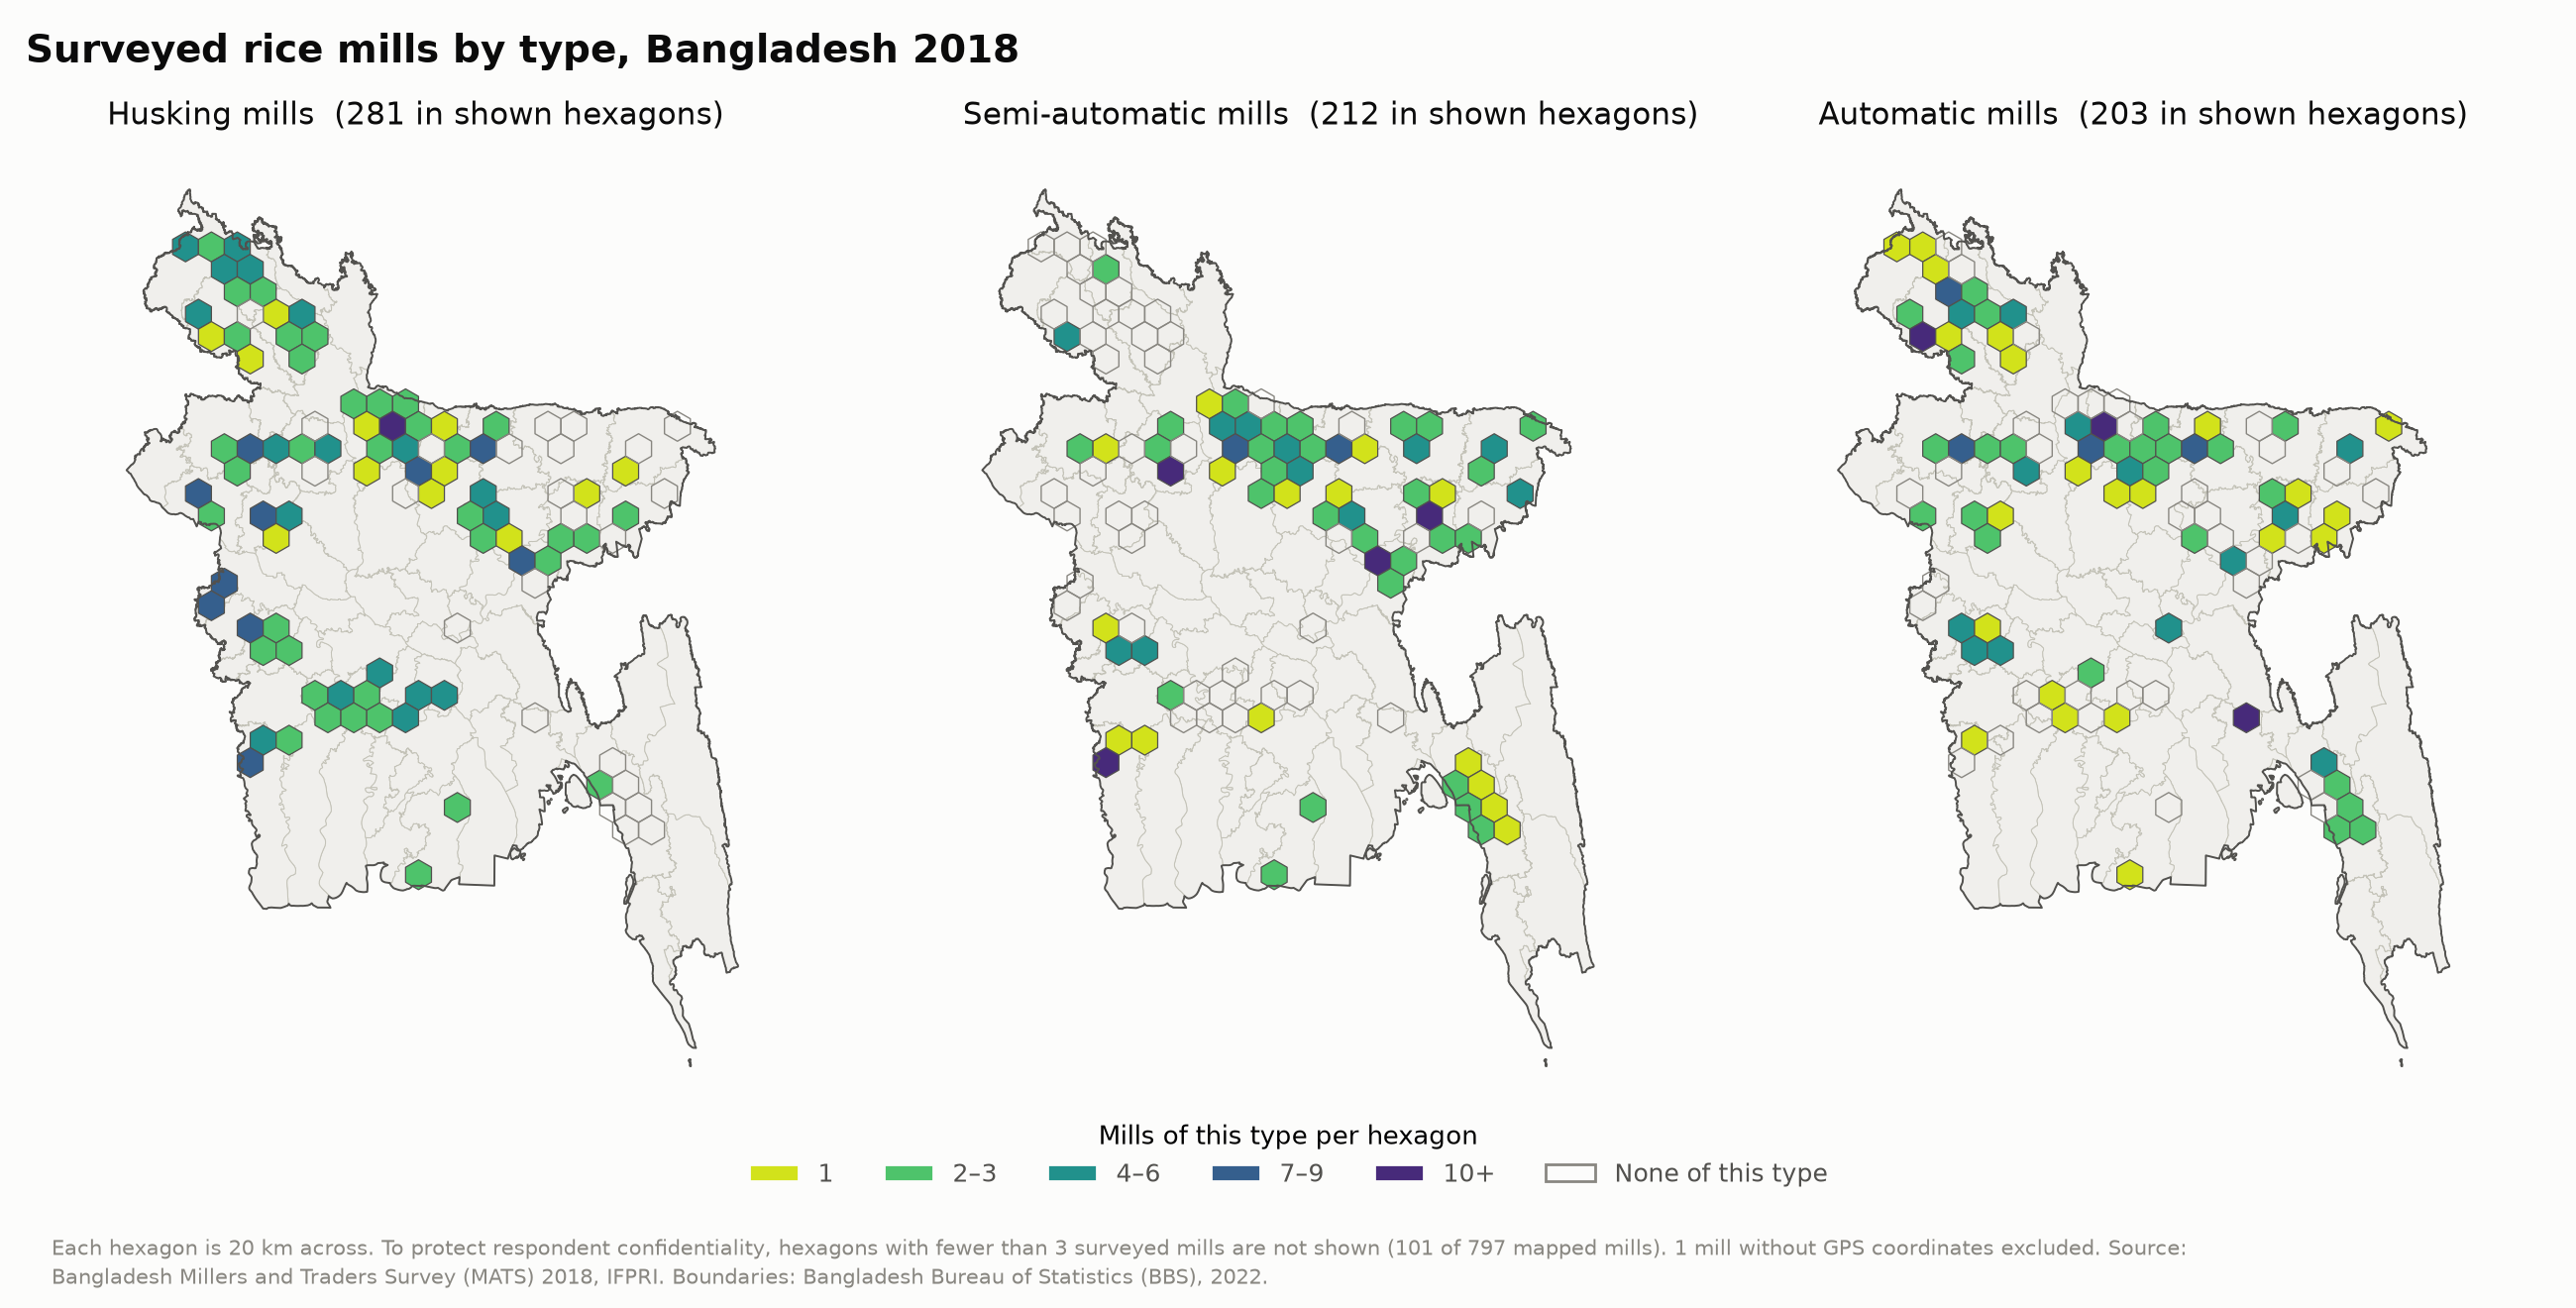 Surveyed rice mills by type, Bangladesh 2018
Husking mills (281 in shown hexagons)
Semi-automatic mills (212 in shown hexagons)
Automatic mills (203 in shown hexagons)
Mills of this type per hexagon
1
2–3
4–6
7–9
10+
None of this type
Each hexagon is 20 km across. To protect respondent confidentiality, hexagons with fewer than 3 surveyed mills are not shown (101 of 797 mapped mills). 1 mill without GPS coordinates excluded. Source:
Bangladesh Millers and Traders Survey (MATS) 2018, IFPRI. Boundaries: Bangladesh Bureau of Statistics (BBS), 2022.